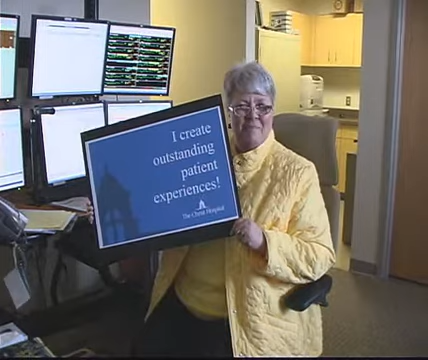 I create
outstanding
patient
experiences!
The Christ Hospital